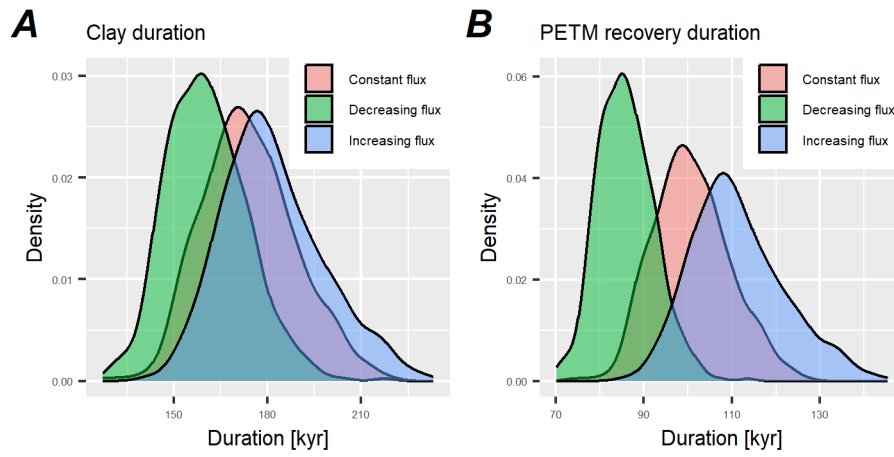 A
Clay duration
Constant flux
Decreasing flux
Increasing flux
0.03
0.02
0.01
0.00
Density
150
180
210
Duration [kyr]
B
PETM recovery duration
Constant flux
Decreasing flux
Increasing flux
0.06
0.04
0.02
0.00
Density
70
90
110
130
Duration [kyr]